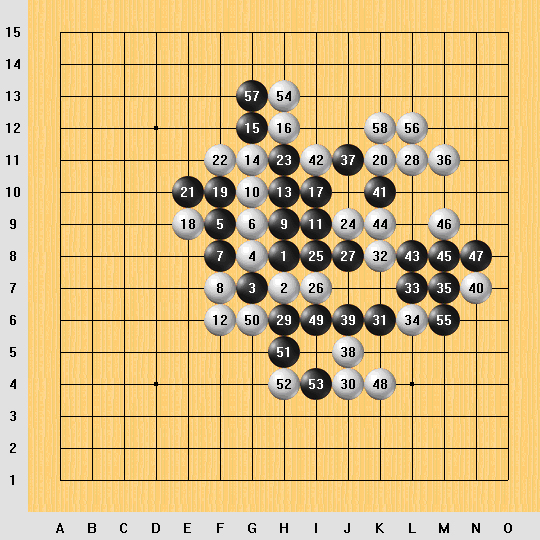 15
14
13 57 54
12 15 16 58 56
11 22 14 23 42 37 20 28 36
10 21 19 10 13 17 41
9 18 5 6 9 11 24 44 46
8 7 4 1 25 27 32 43 45 47
7 8 3 2 26 33 35 40
6 12 50 29 49 39 31 34 55
5 51 38
4 52 53 30 48
3
2
1
A B C D E F G H I J K L M N O